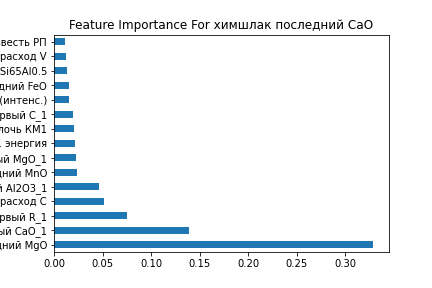 Feature Importance For химшлак последний CaO
звесть РП
расход V
Si65Al0.5
дний FeO
(интенс.)
рвый C_1
лочь КМ1
. энергия
ый MgO_1
дний MnO
й Al2O3_1
расход C
рвый R_1
ый CaO_1
дний MgO
0.00 0.05 0.10 0.15 0.20 0.25 0.30